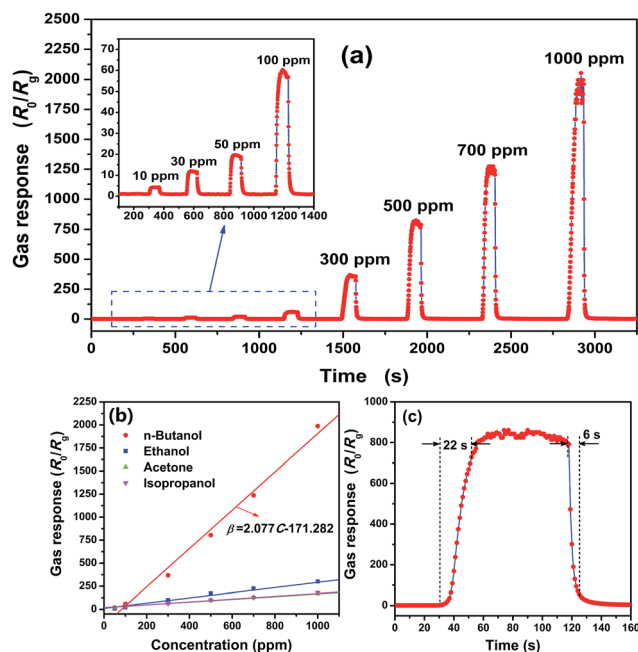 (a)
Gas response (R0/Rg)
2500
2250
2000
1750
1500
1250
1000
750
500
250
0
0 500 1000 1500 2000 2500 3000
Time (s)
300 ppm
500 ppm
700 ppm
1000 ppm
60
50
40
30
20
10
0
200 400 600 800 1000 1200 1400
10 ppm
30 ppm
50 ppm
100 ppm
(b)
Gas response (R0/Rg)
2250
2000
1750
1500
1250
1000
750
500
250
0
n-Butanol
Ethanol
Acetone
Isopropanol
β=2.077C-171.282
0 200 400 600 800 1000
Concentration (ppm)
(c)
Gas response (R0/Rg)
1000
800
600
400
200
0
22 s
6 s
0 20 40 60 80 100 120 140 160
Time (s)